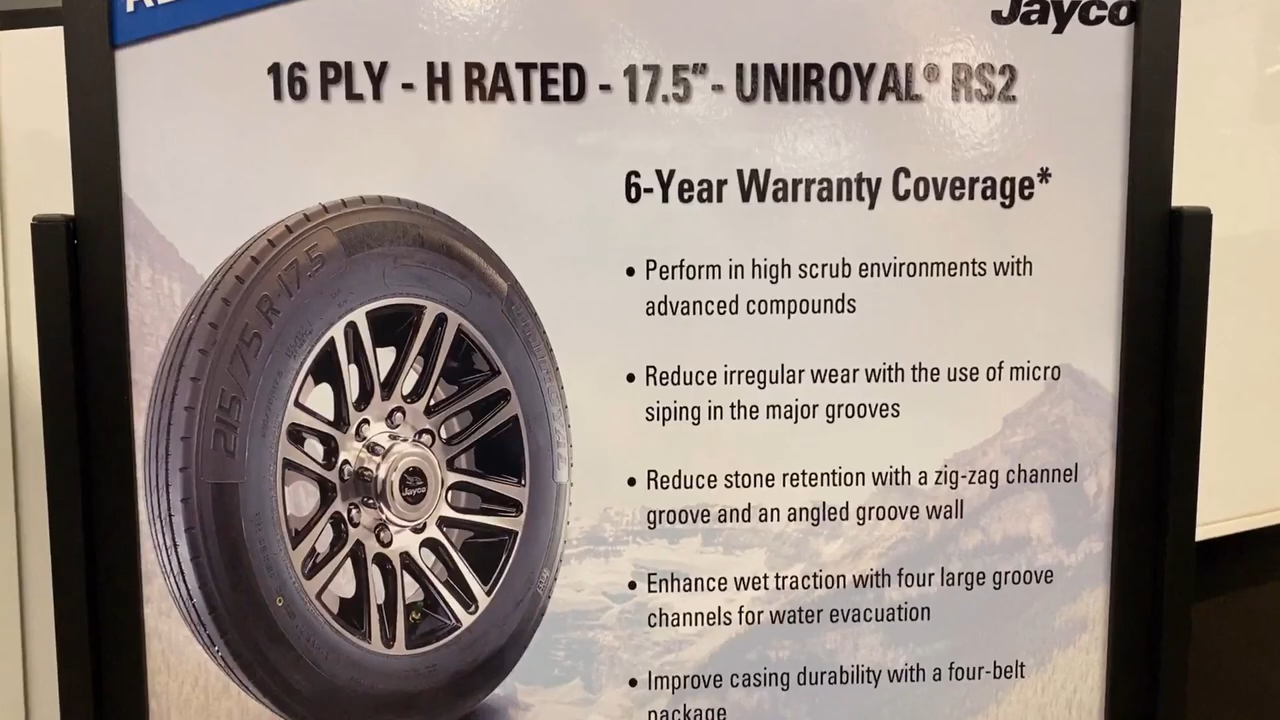 Jayco
16 PLY - H RATED - 17.5" - UNIROYAL® RS2
6-Year Warranty Coverage*
• Perform in high scrub environments with
advanced compounds
• Reduce irregular wear with the use of micro
siping in the major grooves
• Reduce stone retention with a zig-zag channel
groove and an angled groove wall
• Enhance wet traction with four large groove
channels for water evacuation
• Improve casing durability with a four-belt
package
215/75 R 17.5
UNIROYAL
Jayco